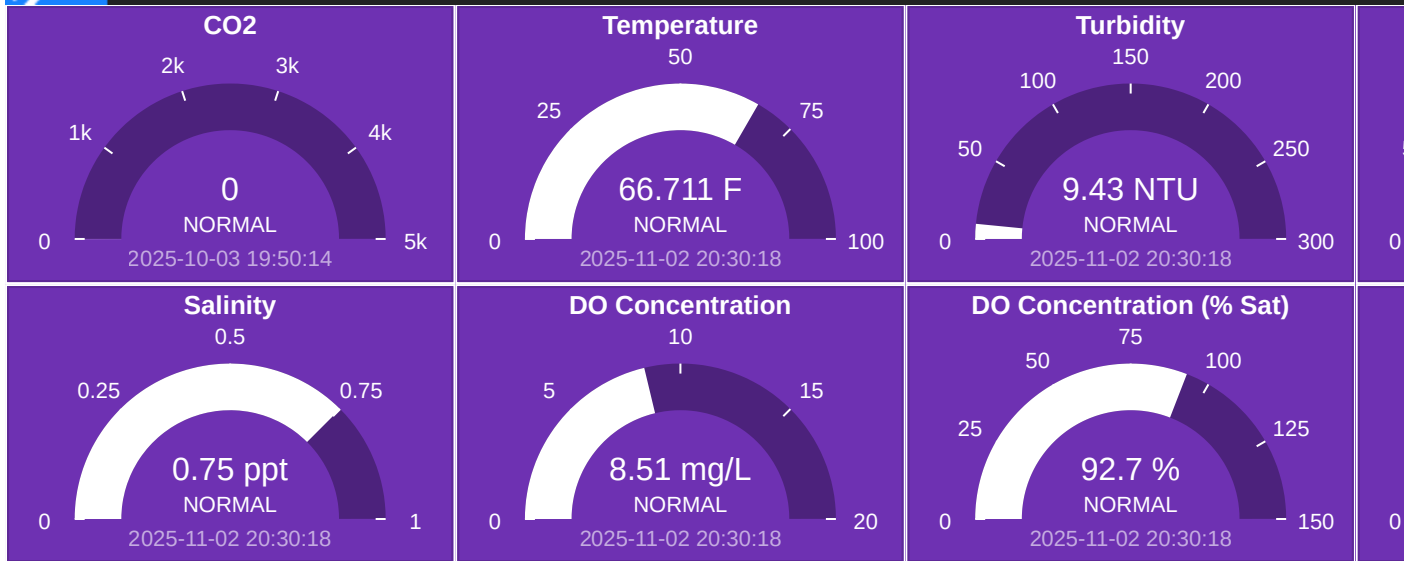 CO2
2k
3k
1k
4k
0
NORMAL
0
5k
2025-10-03 19:50:14
Temperature
50
25
75
66.711 F
NORMAL
0
100
2025-11-02 20:30:18
Turbidity
150
100
200
50
250
9.43 NTU
NORMAL
0
300
2025-11-02 20:30:18
0
Salinity
0.5
0.25
0.75
0.75 ppt
NORMAL
0
1
2025-11-02 20:30:18
DO Concentration
10
5
15
8.51 mg/L
NORMAL
0
20
2025-11-02 20:30:18
DO Concentration (% Sat)
75
50
100
25
125
92.7 %
NORMAL
0
150
2025-11-02 20:30:18
0